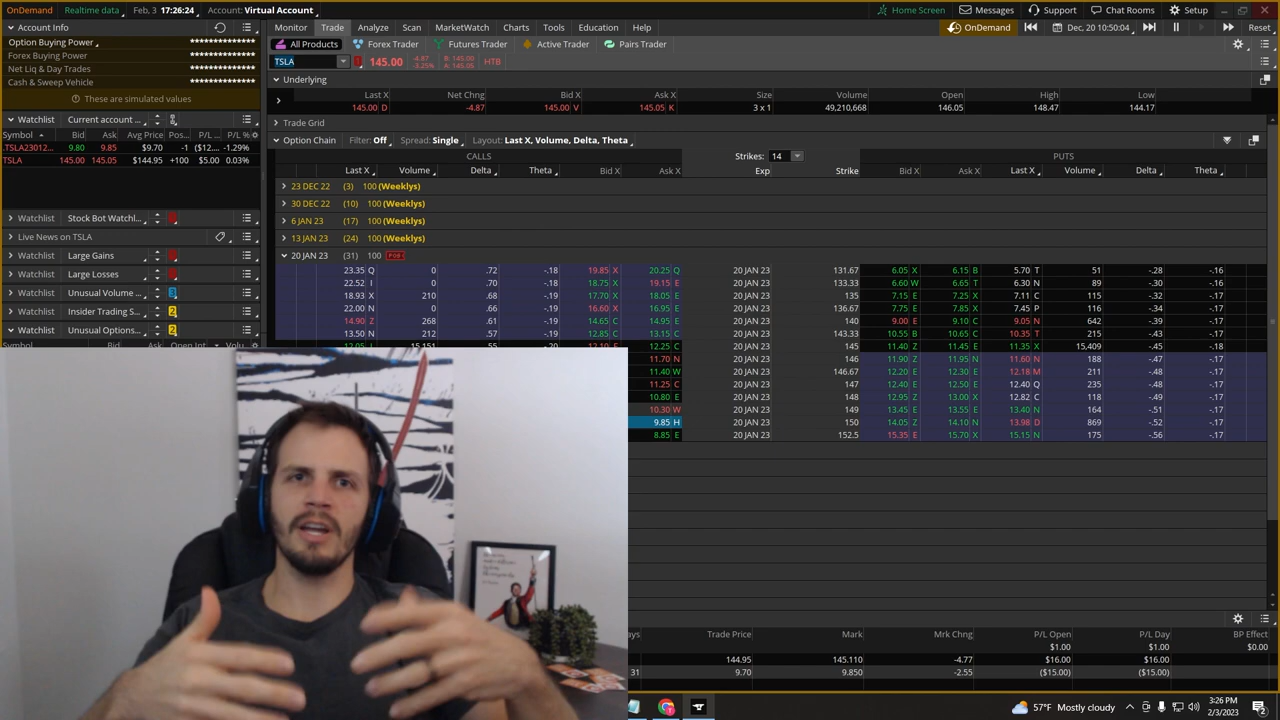 OnDemand Realtime data Feb, 3 17:26:24 Account: Virtual Account Home Screen Messages Support Chat Rooms Setup
Account Info Monitor Trade Analyze Scan MarketWatch Charts Tools Education Help OnDemand Dec, 20 10:50:04 Reset
Option Buying Power ******************* All Products Forex Trader Futures Trader Active Trader Pairs Trader
Forex Buying Power *******************
Net Liq & Day Trades *******************
Cash & Sweep Vehicle *******************
TSLA 145.00 -4.87 -3.25% B: 145.00 A: 145.05 HTB
These are simulated values
Underlying
Last X Net Chng Bid X Ask X Size Volume Open High Low
145.00 D -4.87 145.00 V 145.05 K 3 x 1 49,210,668 146.05 148.47 144.17
Watchlist Current account ...
Symbol Bid Ask Avg Price Pos... P/L ... P/L %
.TSLA23012... 9.80 9.85 $9.70 -1 ($12,... -1.29%
TSLA 145.00 145.05 $144.95 +100 $5.00 0.03%
Trade Grid
Option Chain Filter: Off Spread: Single Layout: Last X, Volume, Delta, Theta
CALLS Strikes: 14 PUTS
Last X Volume Delta Theta Bid X Ask X Exp Strike Bid X Ask X Last X Volume Delta Theta
23 DEC 22 (3) 100 (Weeklys)
30 DEC 22 (10) 100 (Weeklys)
6 JAN 23 (17) 100 (Weeklys)
13 JAN 23 (24) 100 (Weeklys)
20 JAN 23 (31) 100
Watchlist Stock Bot Watchl...
Live News on TSLA
Watchlist Large Gains
Watchlist Large Losses
Watchlist Unusual Volume ... 3
Watchlist Insider Trading S... 2
Watchlist Unusual Options... 2
23.35 Q 0 .72 -.18 19.85 X 20.25 Q 20 JAN 23 131.67 6.05 X 6.15 B 5.70 T 51 -.28 -.16
22.52 I 0 .70 -.18 18.75 X 19.15 E 20 JAN 23 133.33 6.60 W 6.65 T 6.30 N 89 -.30 -.16
18.93 X 210 .68 -.19 17.70 X 18.05 E 20 JAN 23 135 7.15 E 7.25 X 7.11 C 115 -.32 -.17
22.00 N 0 .66 -.19 16.60 X 16.95 E 20 JAN 23 136.67 7.75 E 7.85 X 7.45 P 116 -.34 -.17
14.90 Z 268 .61 -.19 14.65 C 14.95 E 20 JAN 23 140 9.00 E 9.10 C 9.05 N 642 -.39 -.17
13.50 N 212 .57 -.19 12.85 C 13.15 C 20 JAN 23 143.33 10.55 B 10.65 C 10.35 T 215 -.43 -.17
12.25 C 20 JAN 23 145 11.40 Z 11.45 E 11.35 X 15,409 -.45 -.18
11.70 N 20 JAN 23 146 11.90 Z 11.95 N 11.60 N 188 -.47 -.17
11.40 W 20 JAN 23 146.67 12.20 E 12.30 E 12.18 M 211 -.48 -.17
11.25 C 20 JAN 23 147 12.40 E 12.50 E 12.40 Q 235 -.48 -.17
10.80 E 20 JAN 23 148 12.95 Z 13.00 X 12.82 C 158 -.49 -.17
10.30 W 20 JAN 23 149 13.45 E 13.55 E 13.40 N 164 -.51 -.17
9.85 H 20 JAN 23 150 14.05 Z 14.10 N 13.98 D 869 -.52 -.17
8.85 E 20 JAN 23 152.5 15.35 E 15.70 X 15.15 N 175 -.56 -.17
ays Trade Price Mark Mrk Chng P/L Open P/L Day BP Effect
$1.00 $1.00 $0.00
144.95 145.110 -4.77 $16.00 $16.00
31 9.70 9.850 -2.55 ($15.00) ($15.00)
57°F Mostly cloudy 3:26 PM
2/3/2023 2